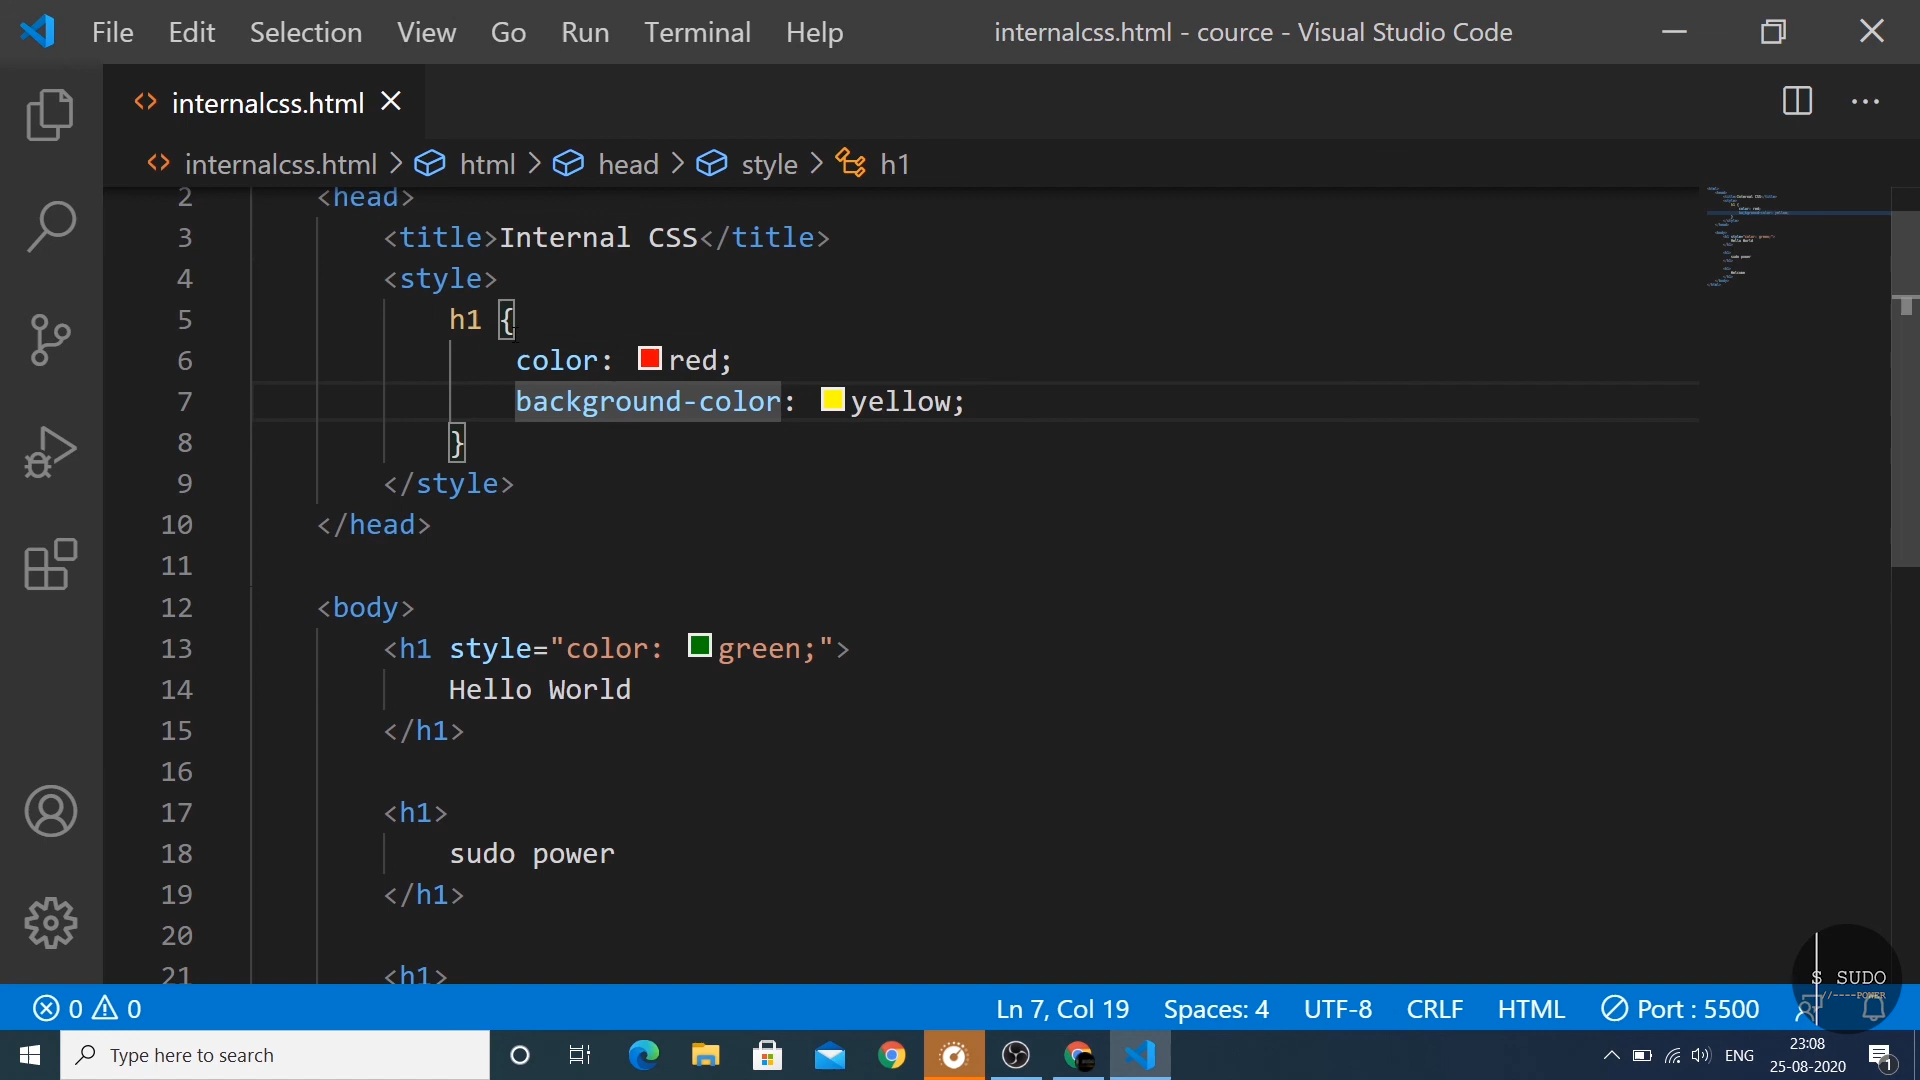 File Edit Selection View Go Run Terminal Help internalcss.html - cource - Visual Studio Code
internalcss.html
internalcss.html > html > head > style > h1
2 <head>
3 <title>Internal CSS</title>
4 <style>
5 h1 {
6 color: red;
7 background-color: yellow;
8 }
9 </style>
10 </head>
11
12 <body>
13 <h1 style="color: green;">
14 Hello World
15 </h1>
16
17 <h1>
18 sudo power
19 </h1>
20
21 <h1>
S SUDO
//----POWER
0 0 Ln 7, Col 19 Spaces: 4 UTF-8 CRLF HTML Port : 5500
Type here to search ENG 23:08
25-08-2020 1